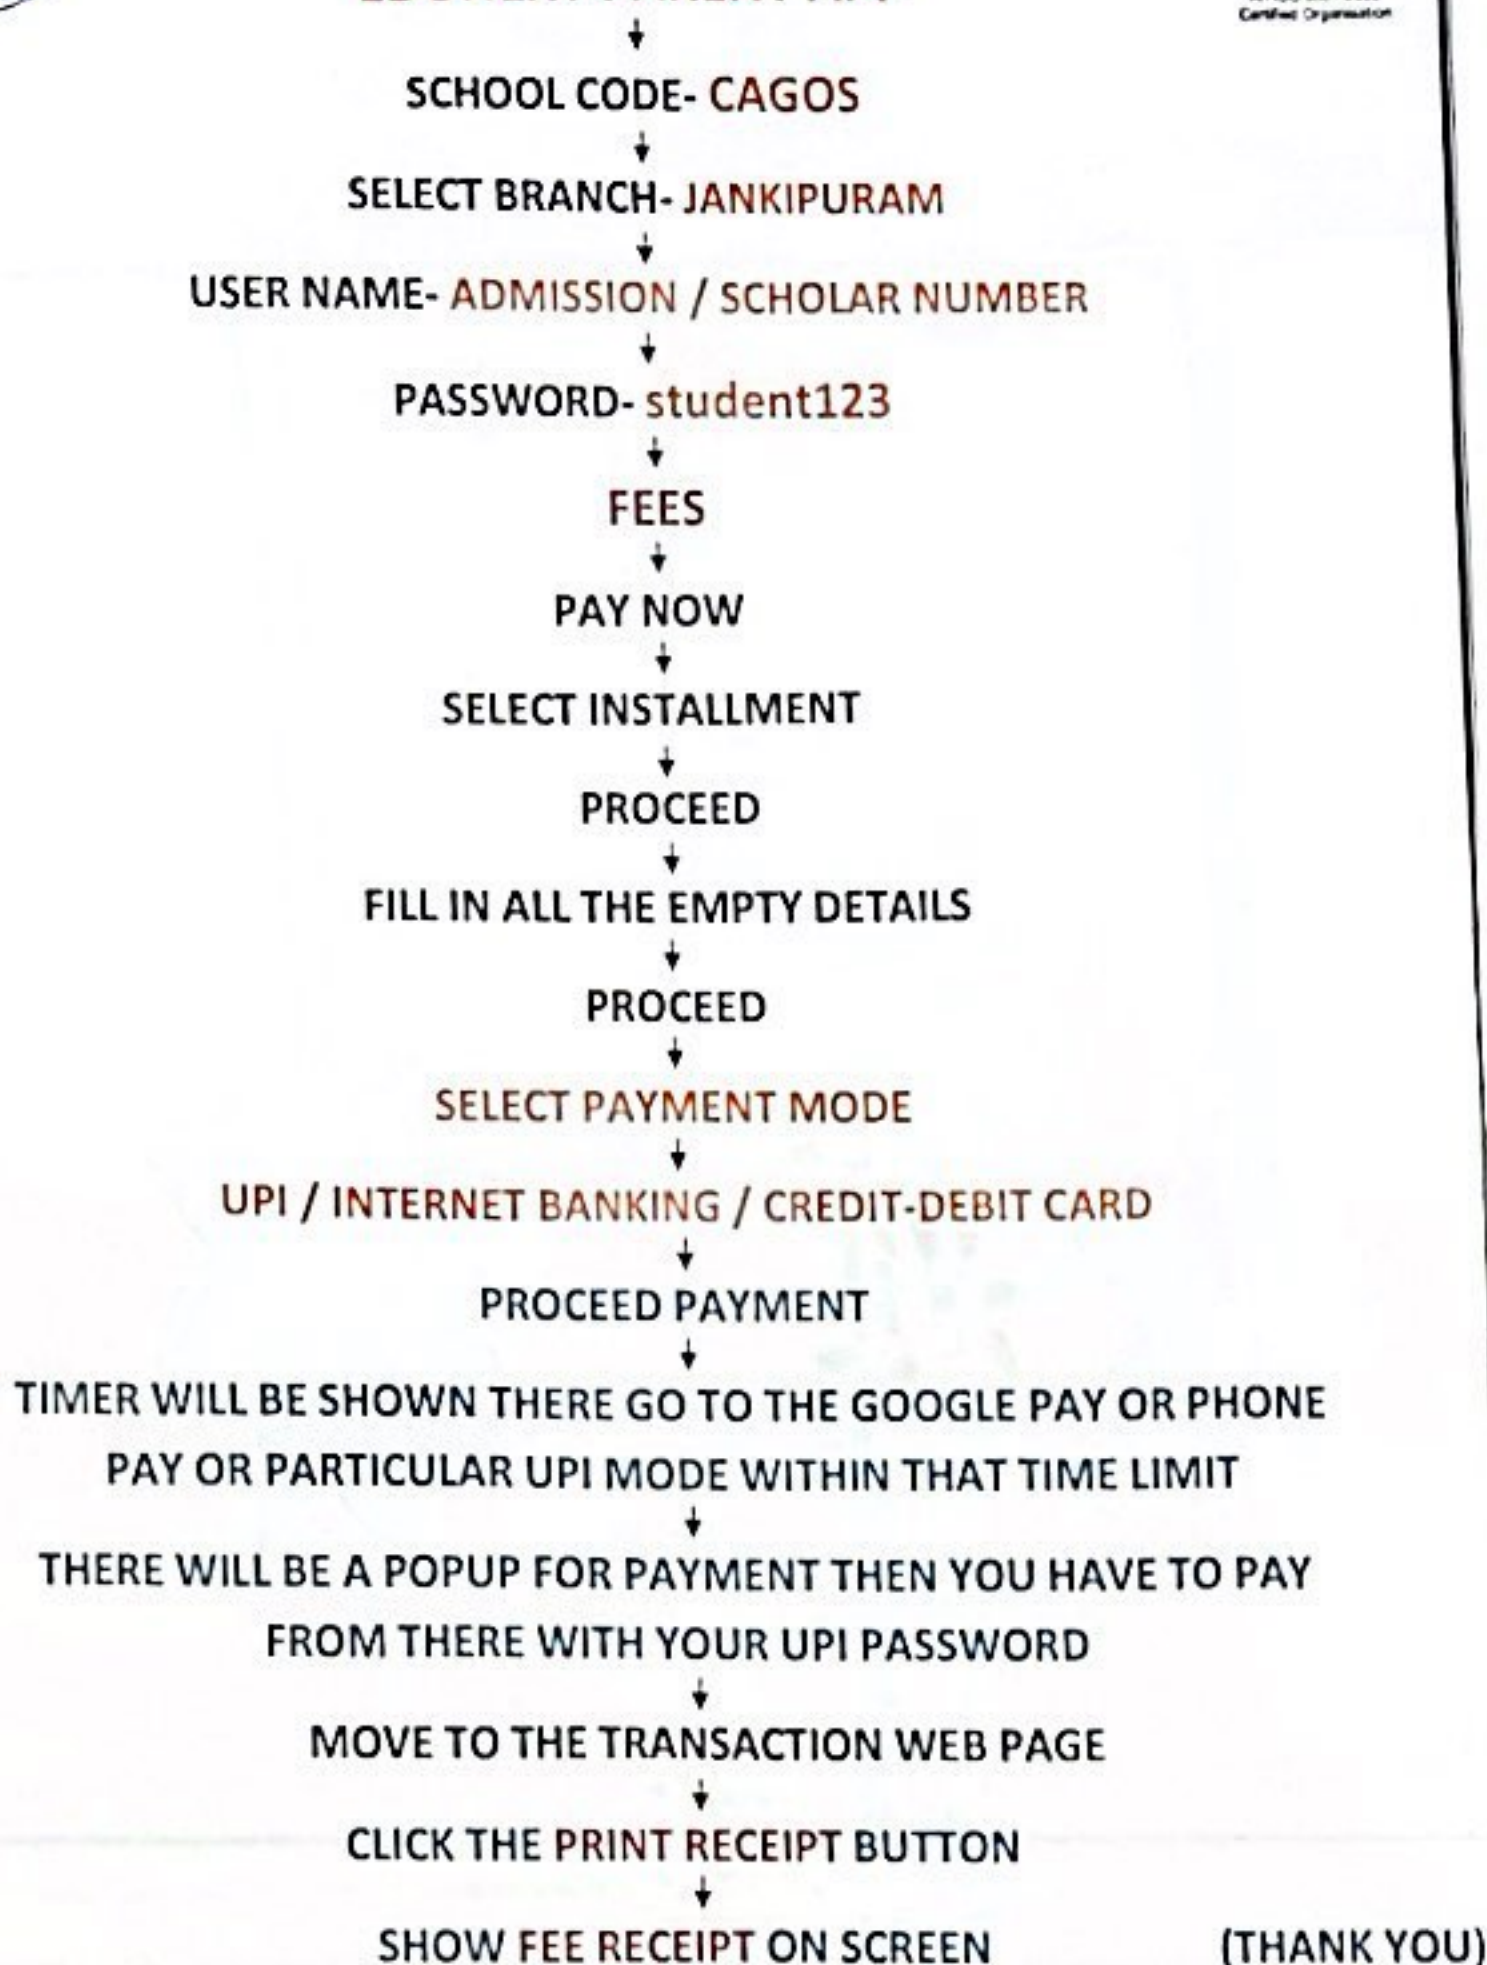 Certified Organisation
SCHOOL CODE- CAGOS
SELECT BRANCH- JANKIPURAM
USER NAME- ADMISSION / SCHOLAR NUMBER
PASSWORD- student123
FEES
PAY NOW
SELECT INSTALLMENT
PROCEED
FILL IN ALL THE EMPTY DETAILS
PROCEED
SELECT PAYMENT MODE
UPI / INTERNET BANKING / CREDIT-DEBIT CARD
PROCEED PAYMENT
TIMER WILL BE SHOWN THERE GO TO THE GOOGLE PAY OR PHONE
PAY OR PARTICULAR UPI MODE WITHIN THAT TIME LIMIT
THERE WILL BE A POPUP FOR PAYMENT THEN YOU HAVE TO PAY
FROM THERE WITH YOUR UPI PASSWORD
MOVE TO THE TRANSACTION WEB PAGE
CLICK THE PRINT RECEIPT BUTTON
SHOW FEE RECEIPT ON SCREEN (THANK YOU)